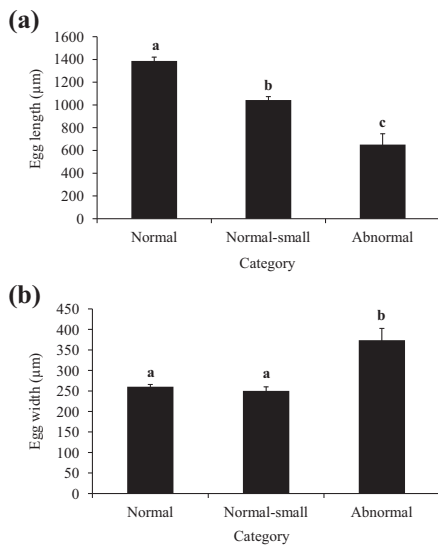 (a)
1600
1400
1200
1000
800
600
400
200
0
Egg length (µm)
a
b
c
Normal Normal-small Abnormal
Category
(b)
450
400
350
300
250
200
150
100
50
0
Egg width (µm)
a
a
b
Normal Normal-small Abnormal
Category